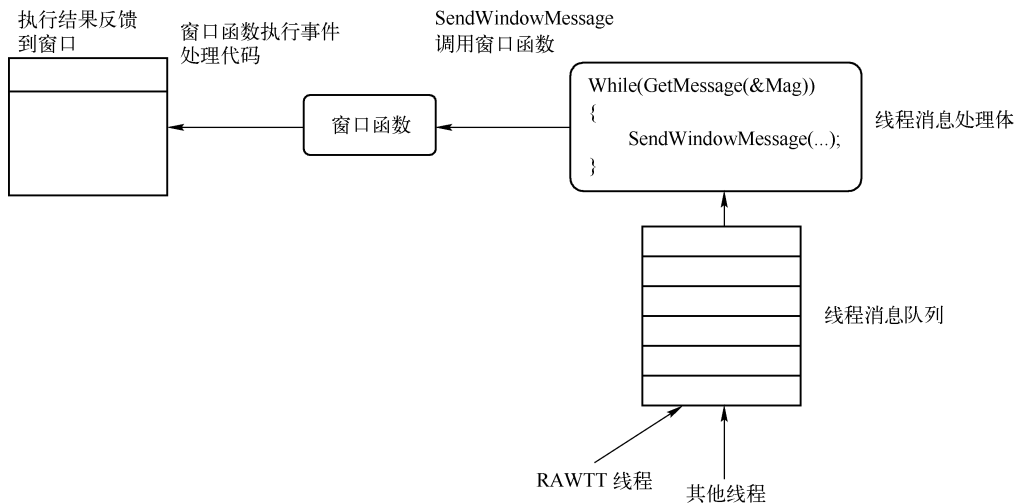 执行结果反馈
到窗口
窗口函数执行事件
处理代码
SendWindowMessage
调用窗口函数
窗口函数
While(GetMessage(&Mag))
{
SendWindowMessage(...);
}
线程消息处理体
线程消息队列
RAWTT 线程
其他线程